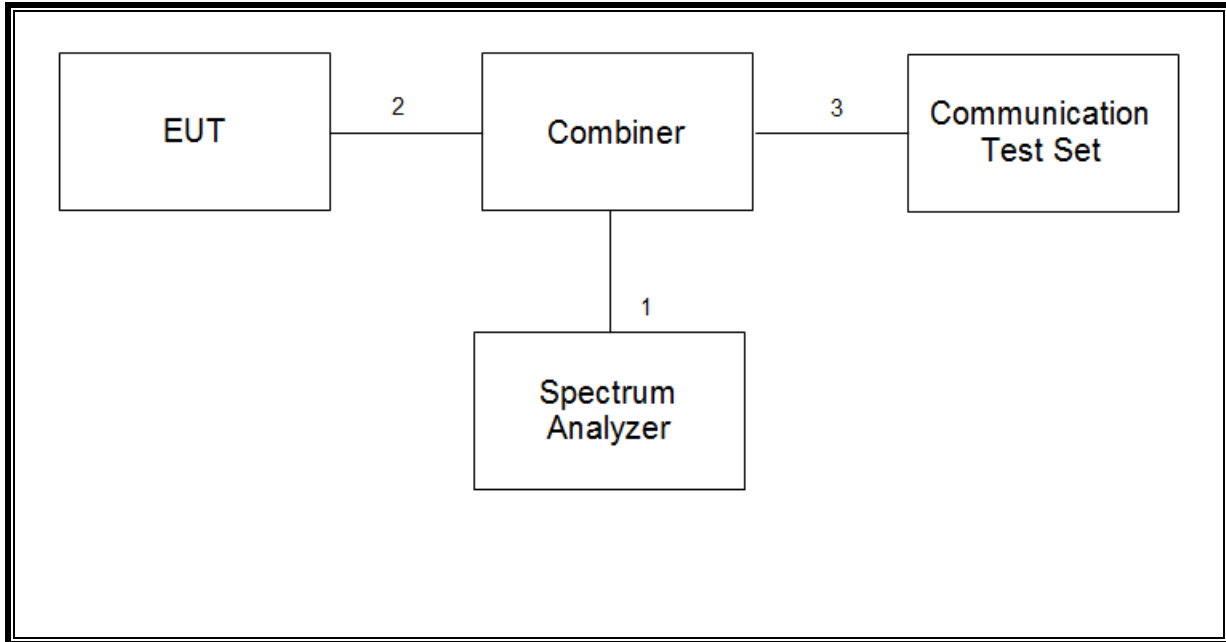 EUT
2
Combiner
3
Communication
Test Set
1
Spectrum
Analyzer